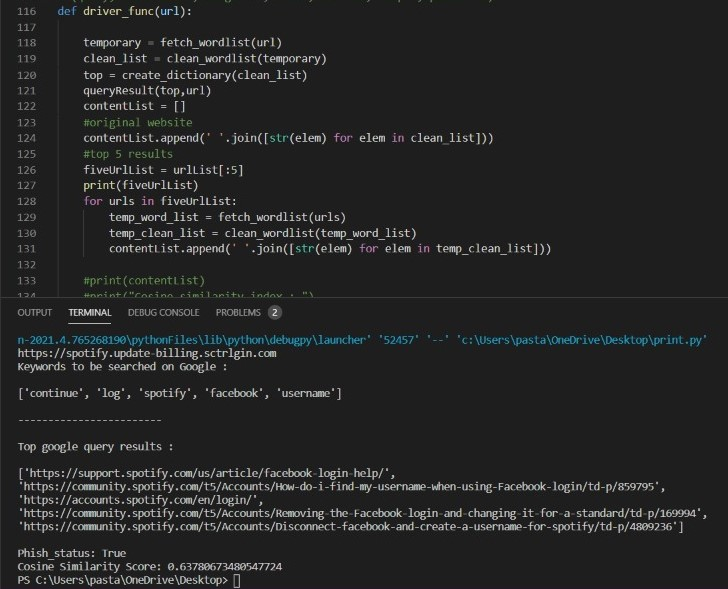 116 def driver_func(url):
117
118 temporary = fetch_wordlist(url)
119 clean_list = clean_wordlist(temporary)
120 top = create_dictionary(clean_list)
121 queryResult(top,url)
122 contentList = []
123 #original website
124 contentList.append(' '.join([str(elem) for elem in clean_list]))
125 #top 5 results
126 fiveUrlList = urlList[:5]
127 print(fiveUrlList)
128 for urls in fiveUrlList:
129 temp_word_list = fetch_wordlist(urls)
130 temp_clean_list = clean_wordlist(temp_word_list)
131 contentList.append(' '.join([str(elem) for elem in temp_clean_list]))
132
133 #print(contentList)
134 #print("Cosine similarity index : ")
OUTPUT TERMINAL DEBUG CONSOLE PROBLEMS 2
n-2021.4.765268190\pythonFiles\lib\python\debugpy\launcher' '52457' '--' 'c:\Users\pasta\OneDrive\Desktop\print.py'
https://spotify.update-billing.sctrlgin.com
Keywords to be searched on Google :
['continue', 'log', 'spotify', 'facebook', 'username']
------------------------
Top google query results :
['https://support.spotify.com/us/article/facebook-login-help/',
'https://community.spotify.com/t5/Accounts/How-do-i-find-my-username-when-using-Facebook-login/td-p/859795',
'https://accounts.spotify.com/en/login/',
'https://community.spotify.com/t5/Accounts/Removing-the-Facebook-login-and-changing-it-for-a-standard/td-p/169994',
'https://community.spotify.com/t5/Accounts/Disconnect-facebook-and-create-a-username-for-spotify/td-p/4809236']
Phish_status: True
Cosine Similarity Score: 0.63780673480547724
PS C:\Users\pasta\OneDrive\Desktop>